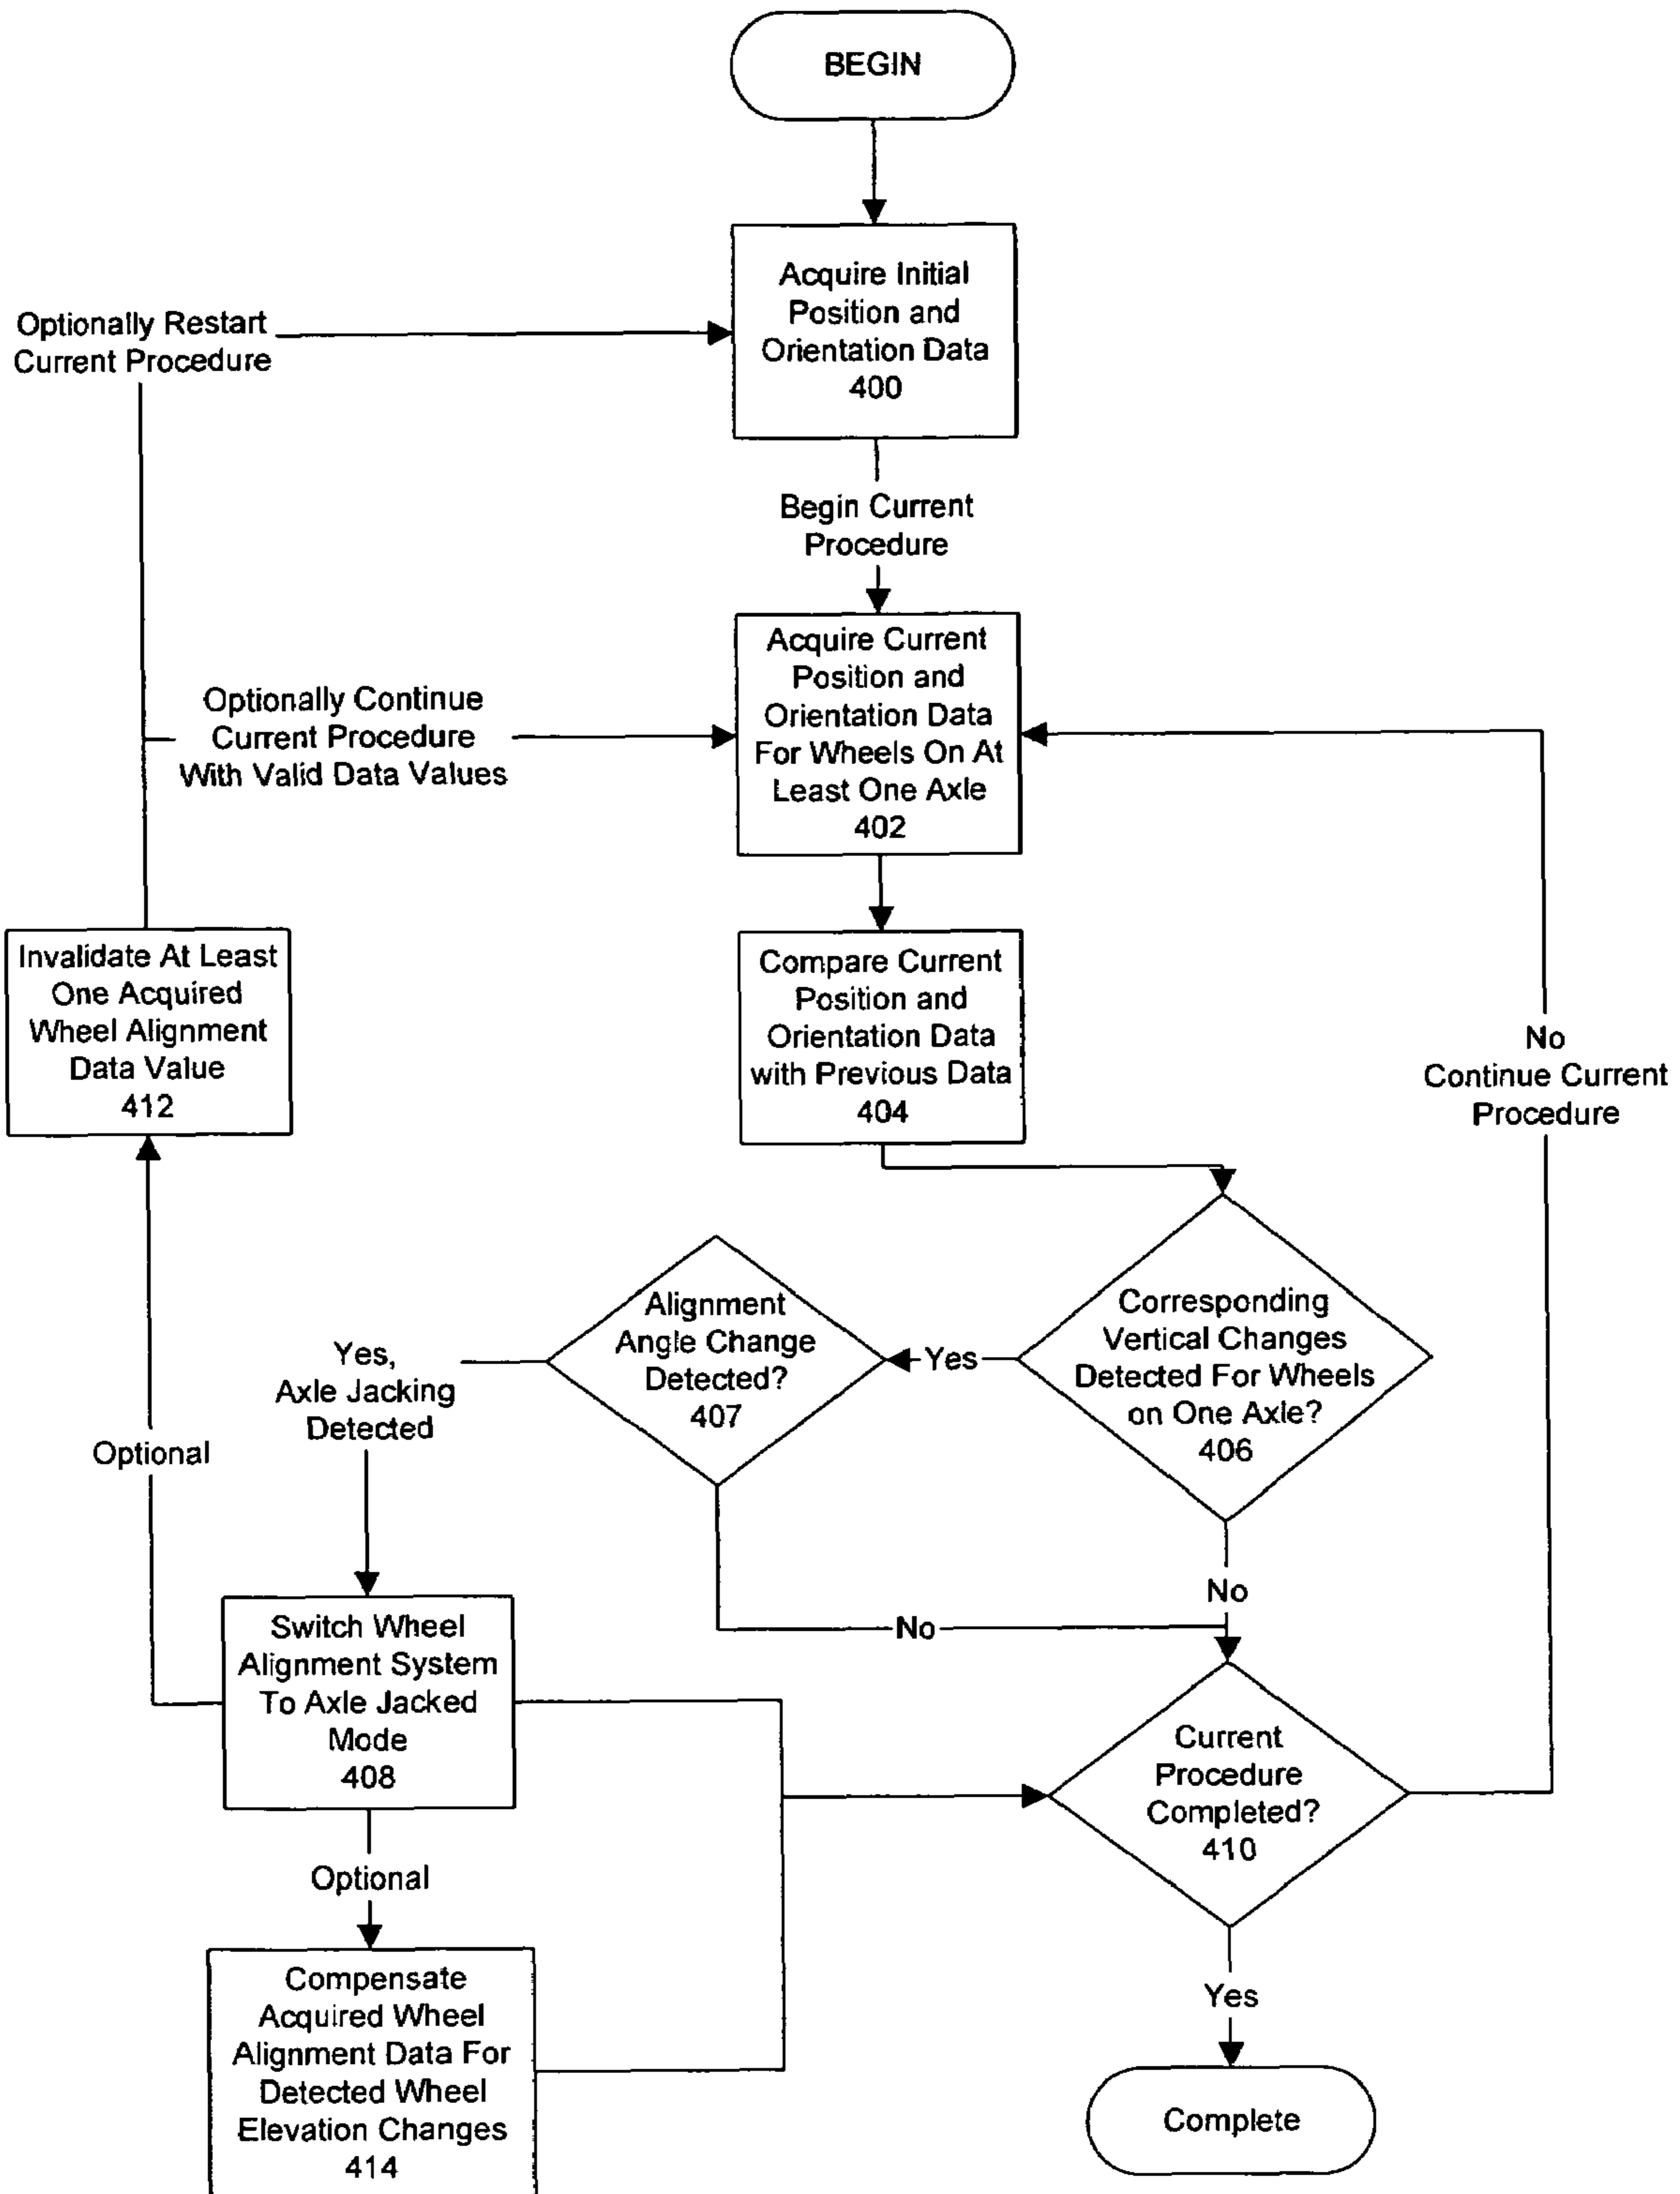 BEGIN
Acquire Initial
Position and
Orientation Data
400
Optionally Restart
Current Procedure
Begin Current
Procedure
Acquire Current
Position and
Orientation Data
For Wheels On At
Least One Axle
402
Optionally Continue
Current Procedure
With Valid Data Values
Invalidate At Least
One Acquired
Wheel Alignment
Data Value
412
Compare Current
Position and
Orientation Data
with Previous Data
404
No
Continue Current
Procedure
Corresponding
Vertical Changes
Detected For Wheels
on One Axle?
406
Yes
Alignment
Angle Change
Detected?
407
Yes,
Axle Jacking
Detected
Optional
No
No
Switch Wheel
Alignment System
To Axle Jacked
Mode
408
Current
Procedure
Completed?
410
Optional
Compensate
Acquired Wheel
Alignment Data For
Detected Wheel
Elevation Changes
414
Yes
Complete